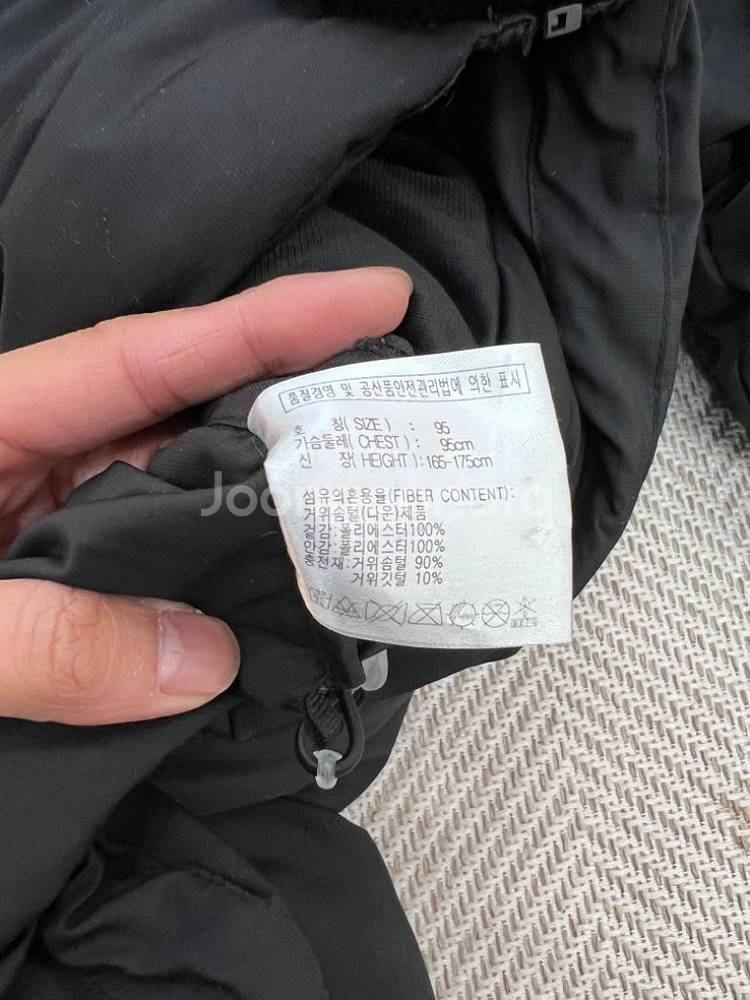 품질경영 및 공산품안전관리법에 의한 표시
호 칭(SIZE) : 95
가슴둘레(CHEST) : 95cm
신 장(HEIGHT):165-175cm
섬유의혼용율(FIBER CONTENT):
거위솜털(다운)제품
겉감:폴리에스터100%
안감:폴리에스터100%
충전재:거위솜털 90%
거위깃털 10%